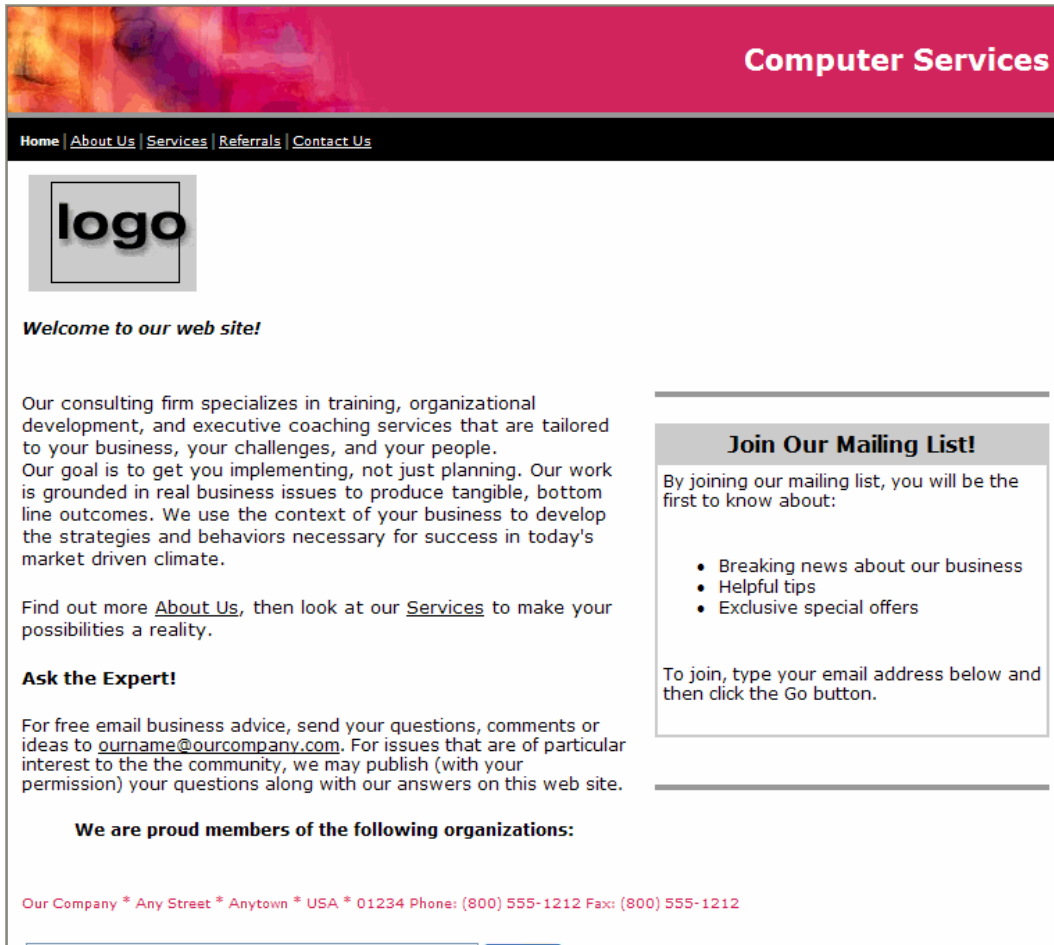 Computer Services
Home | About Us | Services | Referrals | Contact Us
logo
Welcome to our web site!
Our consulting firm specializes in training, organizational
development, and executive coaching services that are tailored
to your business, your challenges, and your people.
Our goal is to get you implementing, not just planning. Our work
is grounded in real business issues to produce tangible, bottom
line outcomes. We use the context of your business to develop
the strategies and behaviors necessary for success in today's
market driven climate.
Find out more About Us, then look at our Services to make your
possibilities a reality.
Ask the Expert!
For free email business advice, send your questions, comments or
ideas to ourname@ourcompany.com. For issues that are of particular
interest to the the community, we may publish (with your
permission) your questions along with our answers on this web site.
We are proud members of the following organizations:
Join Our Mailing List!
By joining our mailing list, you will be the
first to know about:
• Breaking news about our business
• Helpful tips
• Exclusive special offers
To join, type your email address below and
then click the Go button.
Our Company * Any Street * Anytown * USA * 01234 Phone: (800) 555-1212 Fax: (800) 555-1212